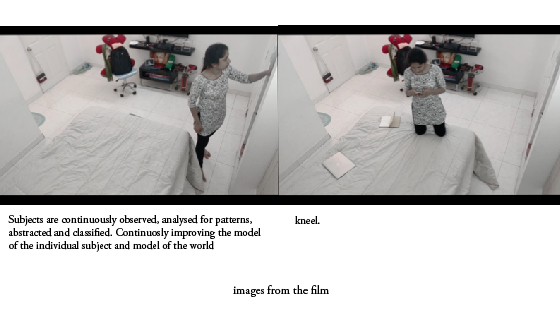 Subjects are continuously observed, analysed for patterns,
abstracted and classified. Continuosly improving the model
of the individual subject and model of the world
kneel.
images from the film